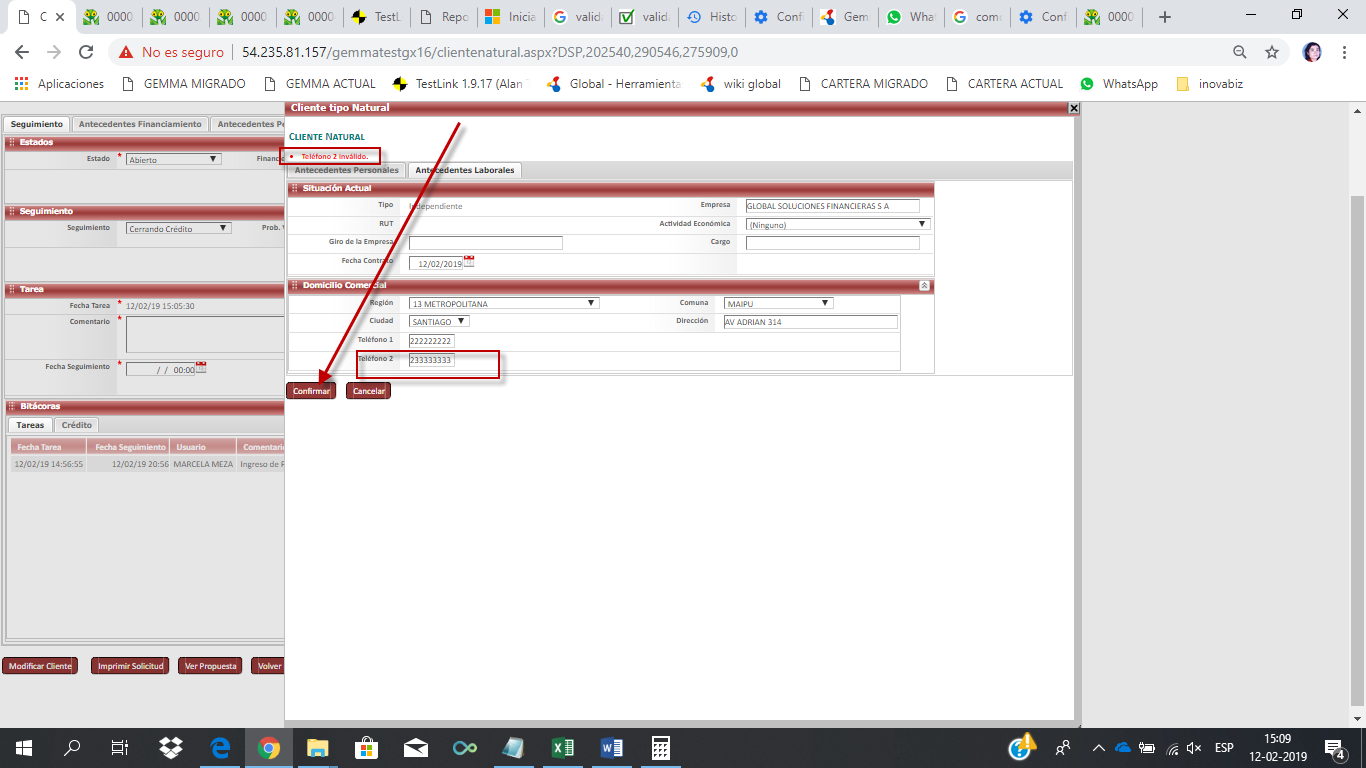 C
0000
0000
0000
0000
TestL
Repo
Inicia
valida
valida
Histo
Confi
Gem
What
como
Conf
0000
No es seguro | 54.235.81.157/gemmatestgx16/clientenatural.aspx?DSP,202540,290546,275909,0
Aplicaciones
GEMMA MIGRADO
GEMMA ACTUAL
TestLink 1.9.17 (Alan
Global - Herramienta
wiki global
CARTERA MIGRADO
CARTERA ACTUAL
WhatsApp
inovabiz
Seguimiento
Antecedentes Financiamiento
Antecedentes Pe
Estados
Estado * Abierto
Financie
Seguimiento
Seguimiento Cerrando Crédito
Prob. V
Tarea
Fecha Tarea * 12/02/19 15:05:30
Comentario *
Fecha Seguimiento * / / 00:00
Bitácoras
Tareas
Crédito
Fecha Tarea Fecha Seguimiento Usuario Comentario
12/02/19 14:56:55 12/02/19 20:56 MARCELA MEZA Ingreso de P
Modificar Cliente
Imprimir Solicitud
Ver Propuesta
Volver
Cliente tipo Natural
CLIENTE NATURAL
• Teléfono 2 inválido.
Antecedentes Personales
Antecedentes Laborales
Situación Actual
Tipo Independiente
Empresa GLOBAL SOLUCIONES FINANCIERAS S A
RUT
Actividad Económica (Ninguno)
Giro de la Empresa
Cargo
Fecha Contrato 12/02/2019
Domicilio Comercial
Región 13 METROPOLITANA
Comuna MAIPU
Ciudad SANTIAGO
Dirección AV ADRIAN 314
Teléfono 1 222222222
Teléfono 2 233333333
Confirmar
Cancelar
ESP
15:09
12-02-2019
4